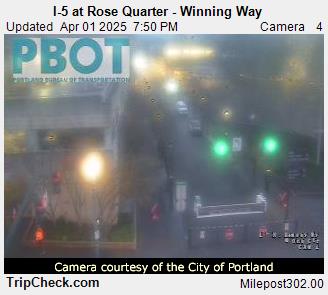 I-5 at Rose Quarter - Winning Way
Updated Apr 01 2025 7:50 PM Camera 4
PBOT
PORTLAND BUREAU OF TRANSPORTATION
Camera courtesy of the City of Portland
TripCheck.com Milepost302.00